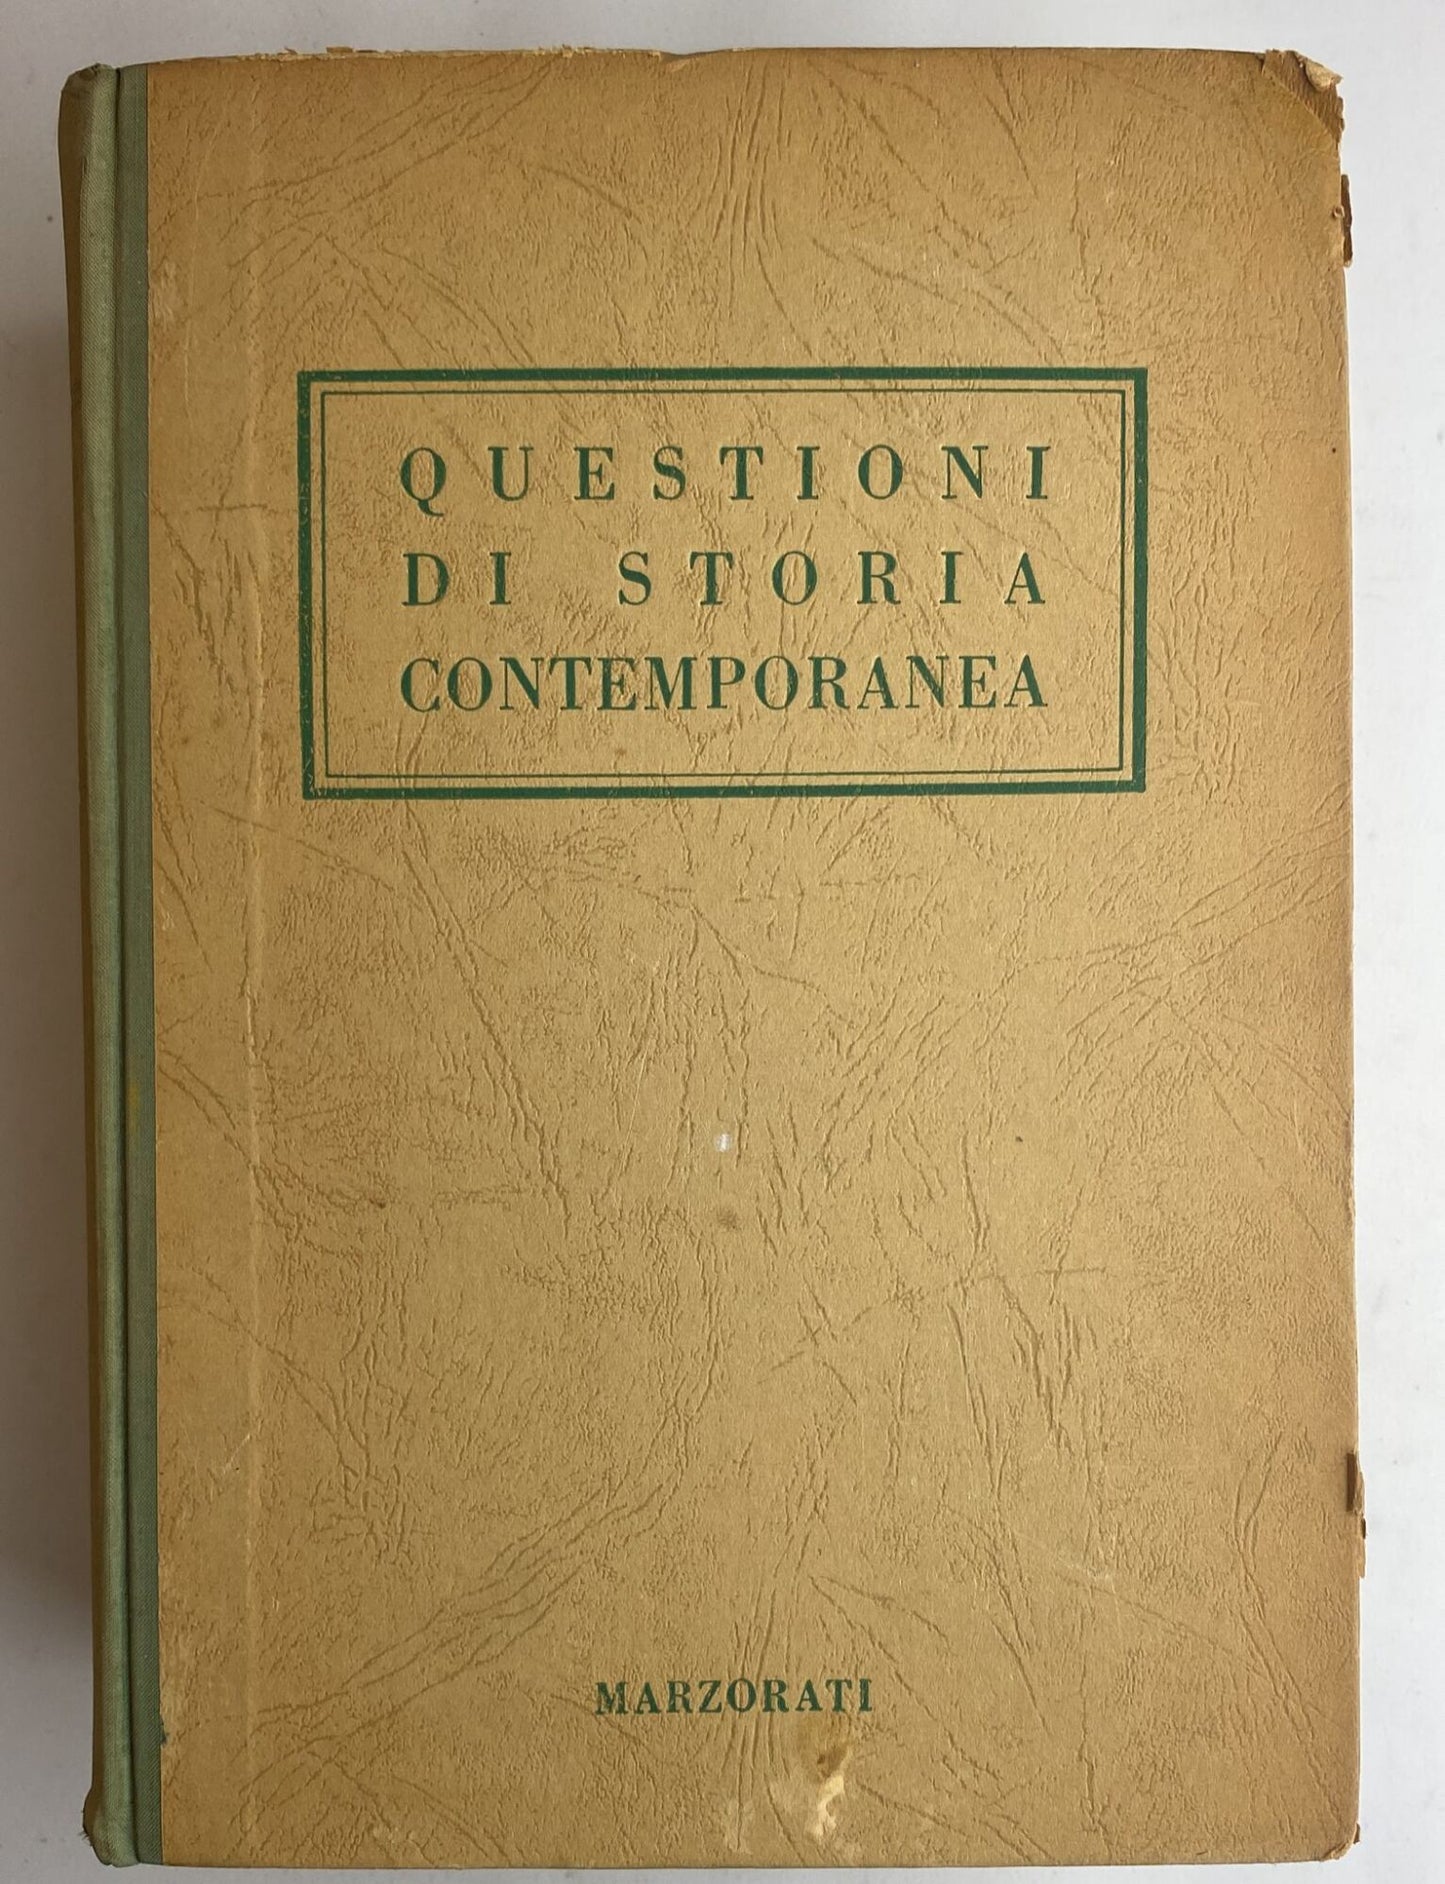 QUESTIONI
DI STORIA
CONTEMPORANEA
MARZORATI